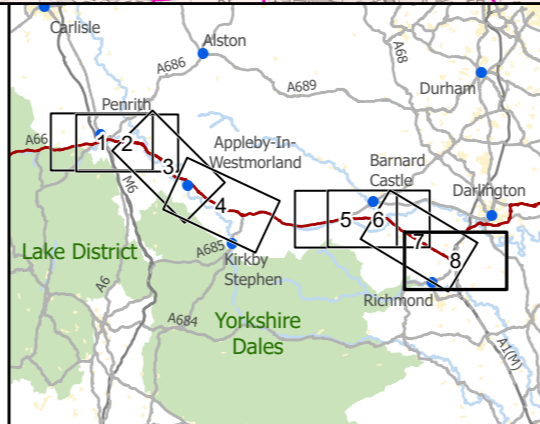 Carlisle
Alston
A68
A686
A689
Durham
Penrith
A66
1
2
3
Appleby-In-
Westmorland
Barnard
Castle
Darlington
M6
4
5
6
7
8
Lake District
A685
Kirkby
Stephen
Richmond
A6
A684
Yorkshire
Dales
A1(M)